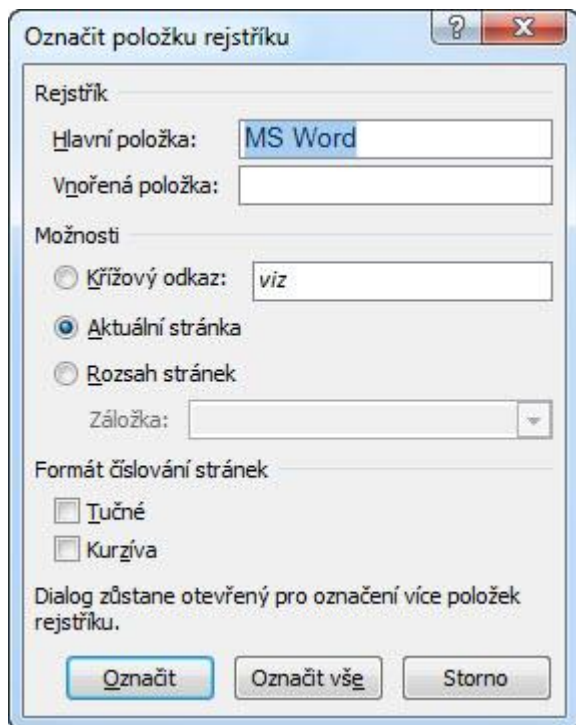 Označit položku rejstříku
Rejstřík
Hlavní položka: MS Word
Vnořená položka:
Možnosti
Křížový odkaz: viz
Aktuální stránka
Rozsah stránek
Záložka:
Formát číslování stránek
Tučné
Kurzíva
Dialog zůstane otevřený pro označení více položek
rejstříku.
Označit Označit vše Storno